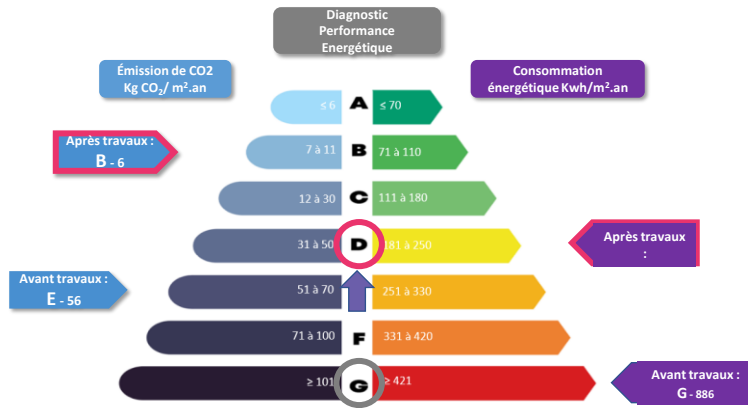 Diagnostic
Performance
Energétique
Émission de CO2
Kg CO₂/ m².an
Consommation
énergétique Kwh/m².an
≤ 6 A ≤ 70
Après travaux :
B - 6
7 à 11 B 71 à 110
12 à 30 C 111 à 180
31 à 50 D 181 à 250
Après travaux
:
Avant travaux :
E - 56
51 à 70 251 à 330
71 à 100 F 331 à 420
≥ 101 G ≥ 421
Avant travaux :
G - 886